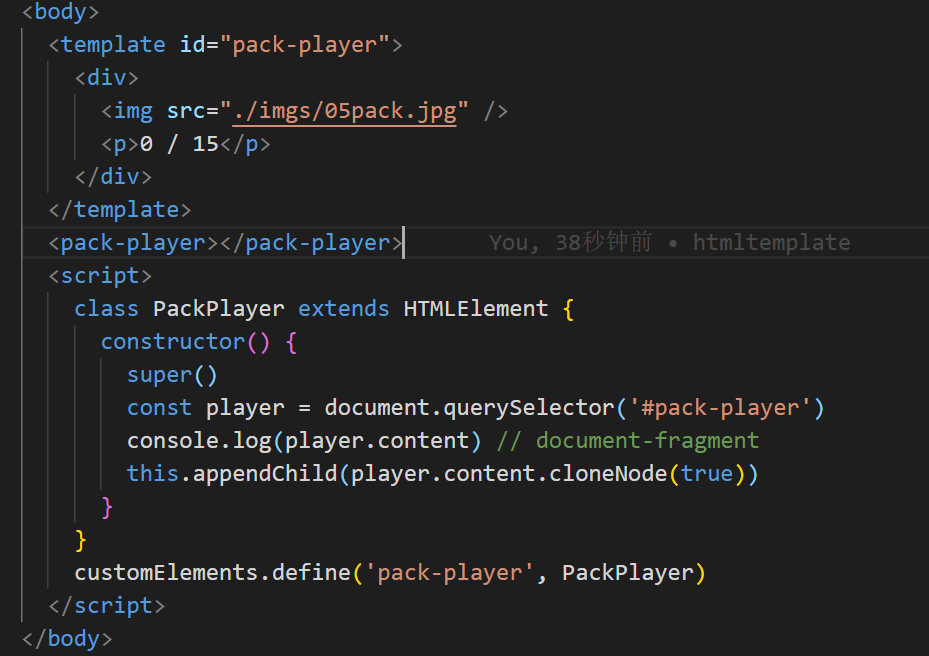 <body>
<template id="pack-player">
<div>
<img src="./imgs/05pack.jpg" />
<p>0 / 15</p>
</div>
</template>
<pack-player></pack-player> You, 38秒钟前 • htmltemplate
<script>
class PackPlayer extends HTMLElement {
constructor() {
super()
const player = document.querySelector('#pack-player')
console.log(player.content) // document-fragment
this.appendChild(player.content.cloneNode(true))
}
}
customElements.define('pack-player', PackPlayer)
</script>
</body>